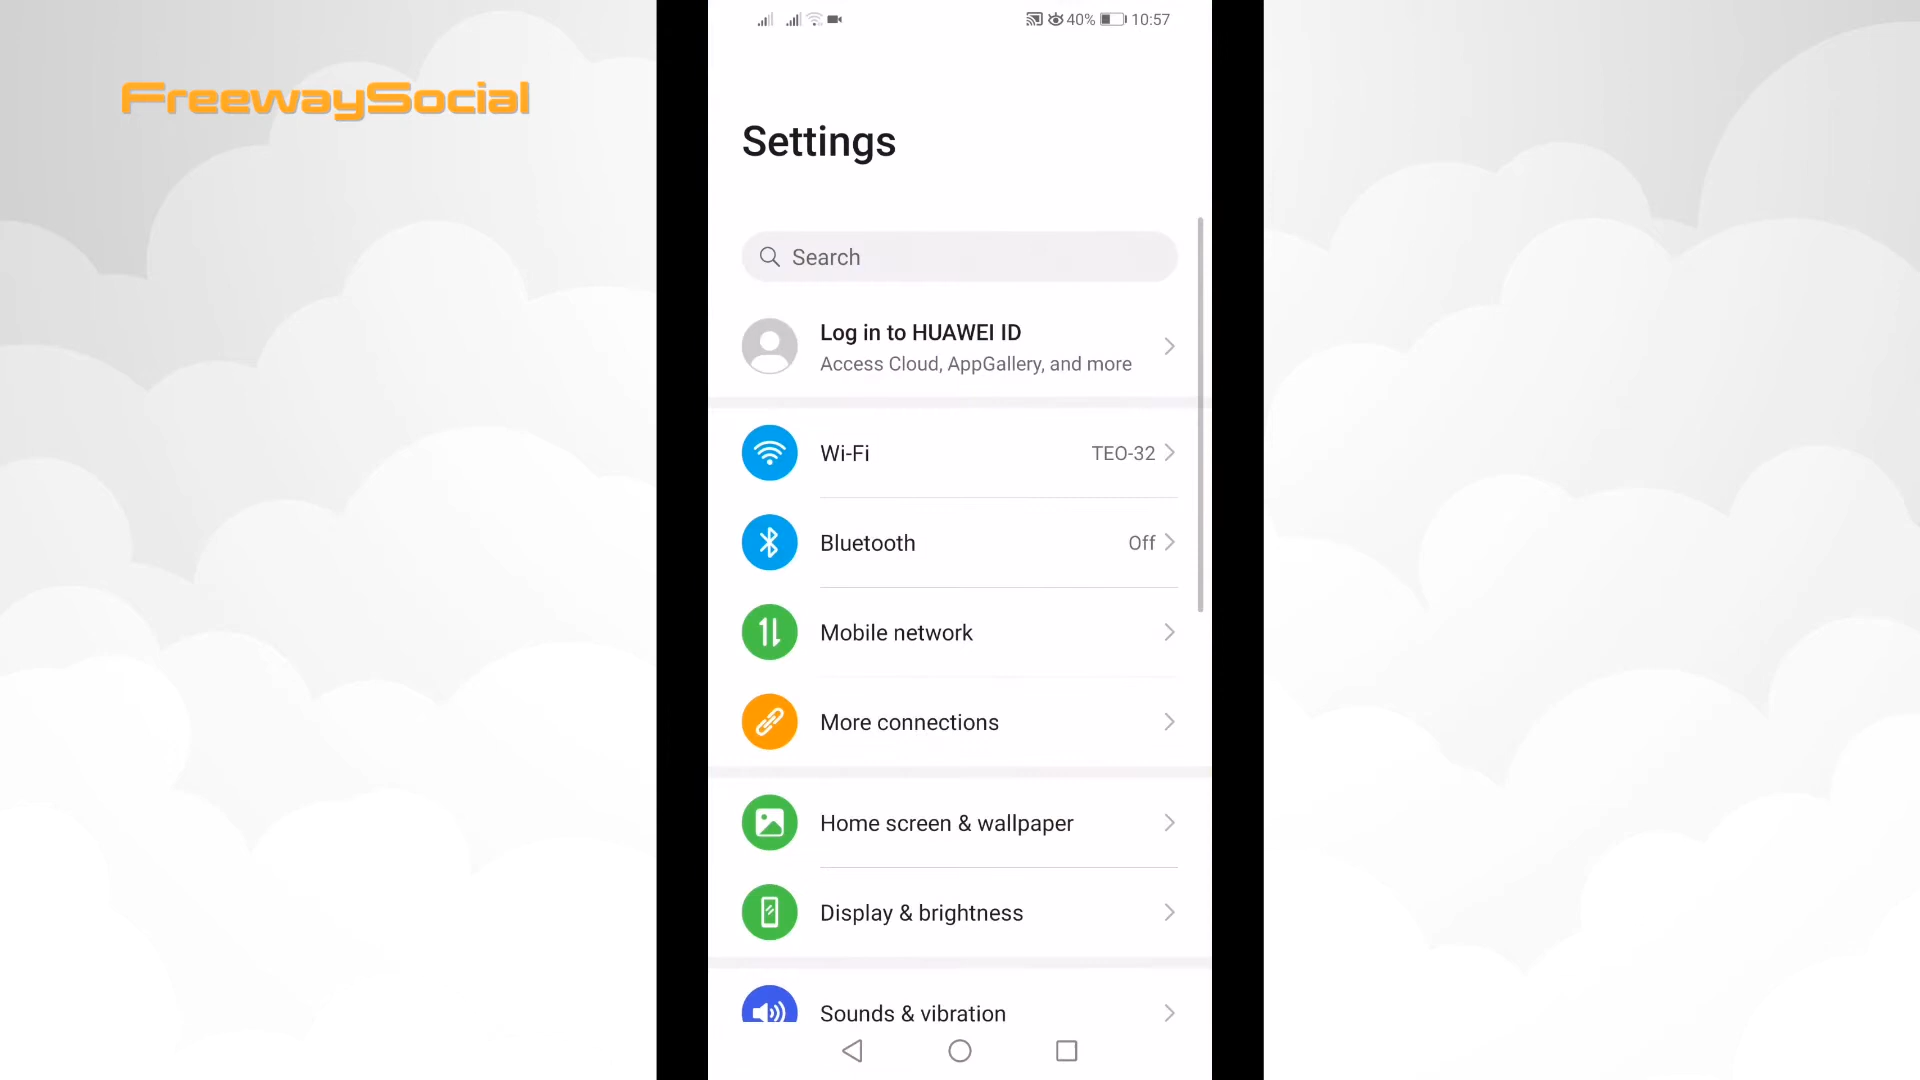 FreewaySocial
40% 10:57
Settings
Search
Log in to HUAWEI ID
Access Cloud, AppGallery, and more
Wi-Fi TEO-32
Bluetooth Off
Mobile network
More connections
Home screen & wallpaper
Display & brightness
Sounds & vibration